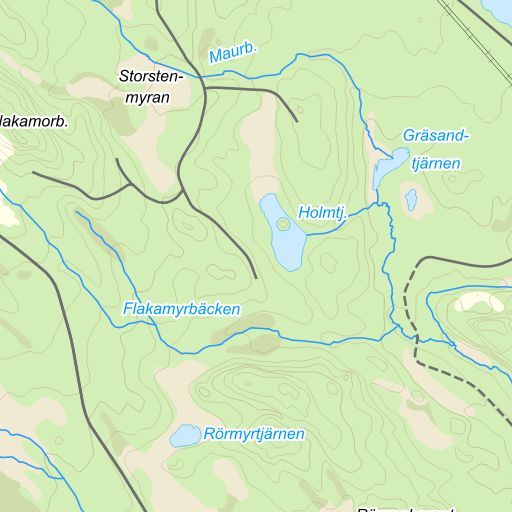 Maurb.
Storsten-
myran
lakamorb.
Gräsand-
tjärnen
Holmtj.
Flakamyrbäcken
Rörmyrtjärnen